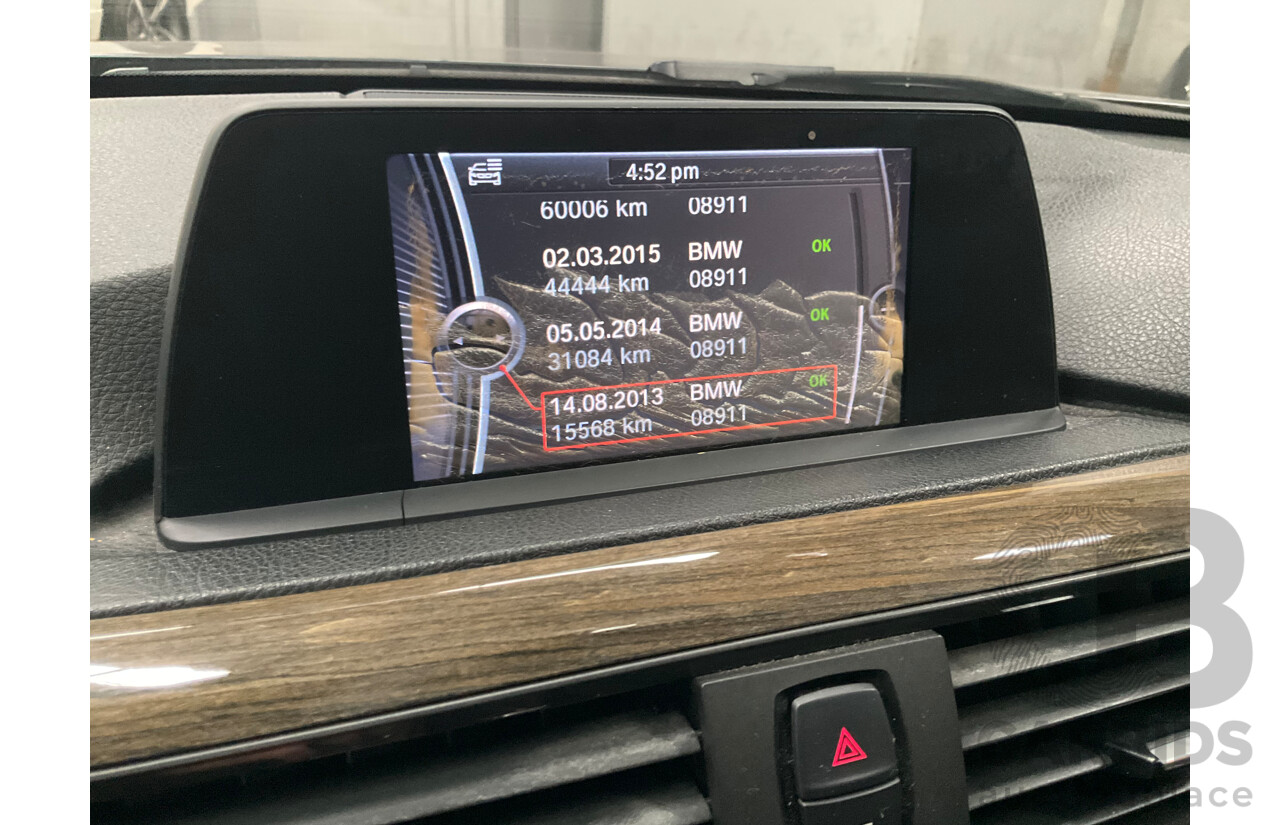 4:52 pm
60006 km 08911
02.03.2015 BMW OK
44444 km 08911
05.05.2014 BMW OK
31084 km 08911
14.08.2013 BMW OK
15568 km 08911